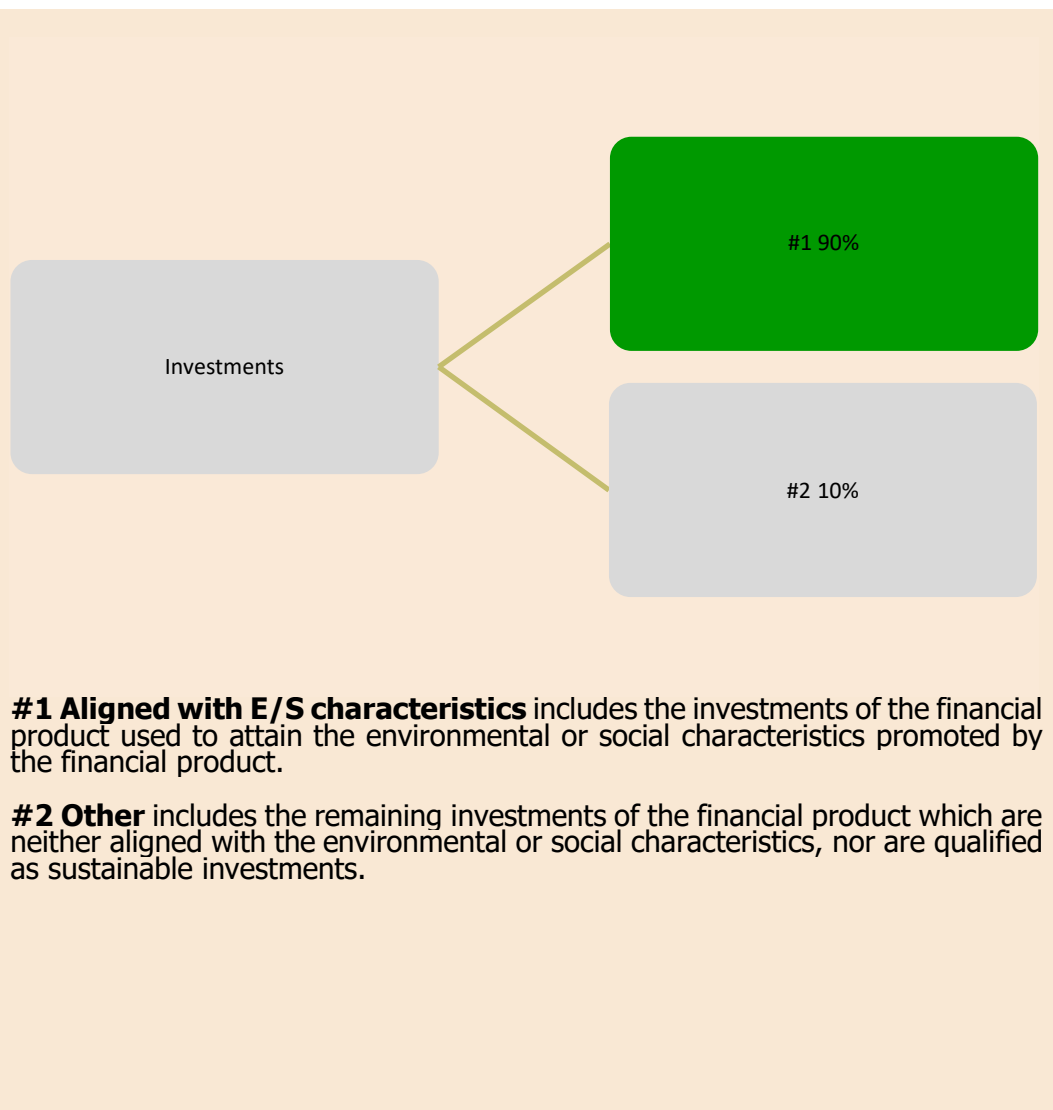 #1 90%
Investments
#2 10%
#1 Aligned with E/S characteristics includes the investments of the financial
product used to attain the environmental or social characteristics promoted by
the financial product.
#2 Other includes the remaining investments of the financial product which are
neither aligned with the environmental or social characteristics, nor are qualified
as sustainable investments.